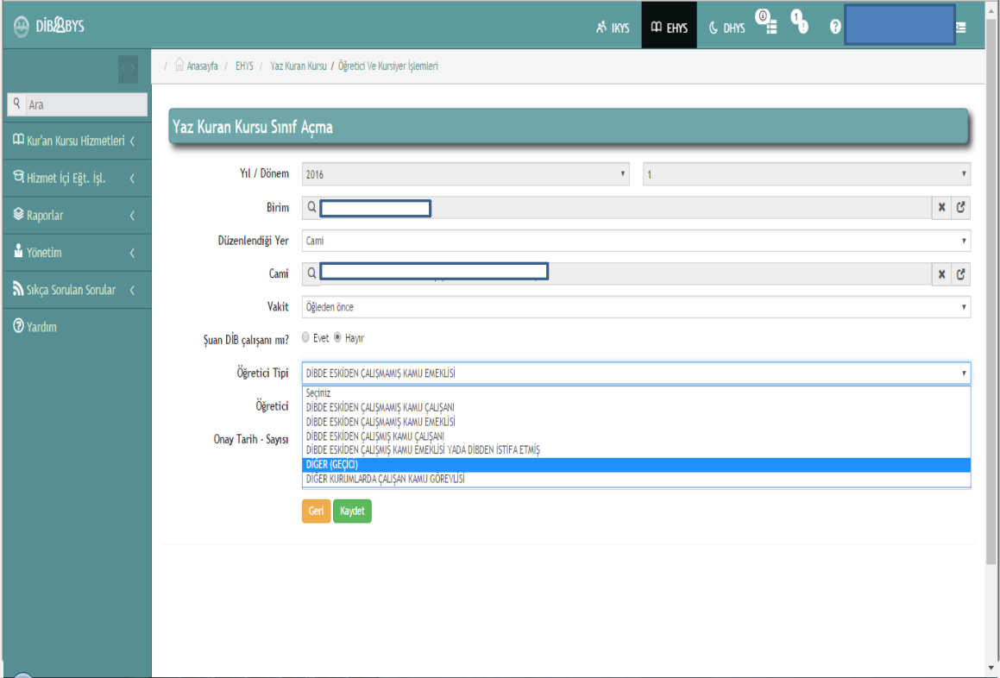 DİBBYS
IKYS
EHYS
DHYS
1
?
/ Anasayfa / EHYS / Yaz Kuran Kursu / Öğretici Ve Kursiyer İşlemleri
Ara
Kur'an Kursu Hizmetleri
Hizmet İçi Eğt. İşl.
Raporlar
Yönetim
Sıkça Sorulan Sorular
Yardım
Yaz Kuran Kursu Sınıf Açma
Yıl / Dönem 2016 1
Birim
Düzenlendiği Yer Cami
Cami
Vakit Öğleden önce
Şuan DİB çalışanı mı? Evet Hayır
Öğretici Tipi DİBDE ESKİDEN ÇALIŞMAMIŞ KAMU EMEKLİSİ
Seçiniz
Öğretici DİBDE ESKİDEN ÇALIŞMAMIŞ KAMU ÇALIŞANI
DİBDE ESKİDEN ÇALIŞMAMIŞ KAMU EMEKLİSİ
Onay Tarih - Sayısı DİBDE ESKİDEN ÇALIŞMIŞ KAMU ÇALIŞANI
DİBDE ESKİDEN ÇALIŞMIŞ KAMU EMEKLİSİ YADA DİBDEN İSTİFA ETMİŞ
DİĞER (GEÇİCİ)
DİĞER KURUMLARDA ÇALIŞAN KAMU GÖREVLİSİ
Geri Kaydet